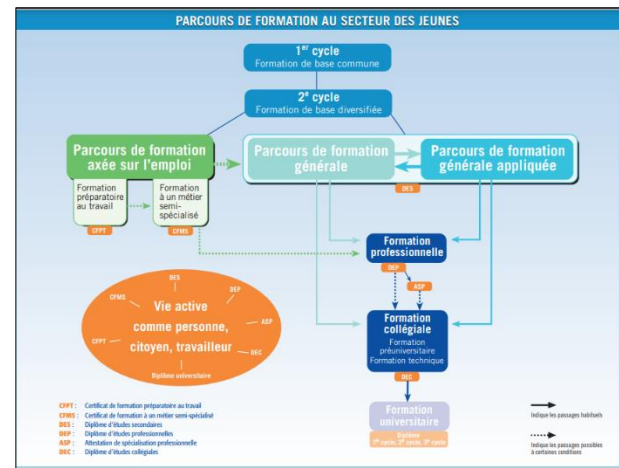 PARCOURS DE FORMATION AU SECTEUR DES JEUNES
1er cycle
Formation de base commune
2e cycle
Formation de base diversifiée
Parcours de formation
axée sur l'emploi
Parcours de formation
générale
Parcours de formation
générale appliquée
DES
Formation
préparatoire
au travail
Formation
à un métier
semi-
spécialisé
CFPT
CFMS
Formation
professionnelle
DEP
ASP
Formation
collégiale
Formation
préuniversitaire
Formation technique
DEC
Formation
universitaire
Diplôme
1er cycle, 2e cycle, 3e cycle
DES
CFMS
DEP
Vie active
comme personne,
citoyen, travailleur
ASP
CFPT
DEC
Diplôme universitaire
CFPT : Certificat de formation préparatoire au travail
CFMS : Certificat de formation à un métier semi-spécialisé
DES : Diplôme d'études secondaires
DEP : Diplôme d'études professionnelles
ASP : Attestation de spécialisation professionnelle
DEC : Diplôme d'études collégiales
Indique les passages habituels
Indique les passages possibles
à certaines conditions